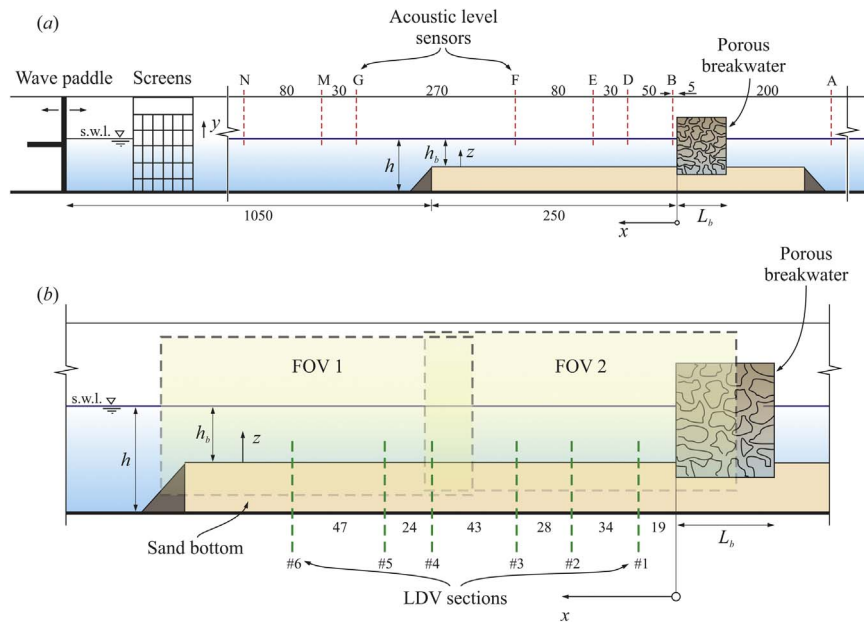 (a)
Acoustic level
sensors
Porous
breakwater
Wave paddle
Screens
N
M
G
F
E
D
B
A
80
30
270
80
30
50
5
200
y
s.w.l.
h
h_b
z
1050
250
x
L_b
(b)
Porous
breakwater
FOV 1
FOV 2
s.w.l.
h
h_b
z
Sand bottom
47
24
43
28
34
19
L_b
#6
#5
#4
#3
#2
#1
LDV sections
x